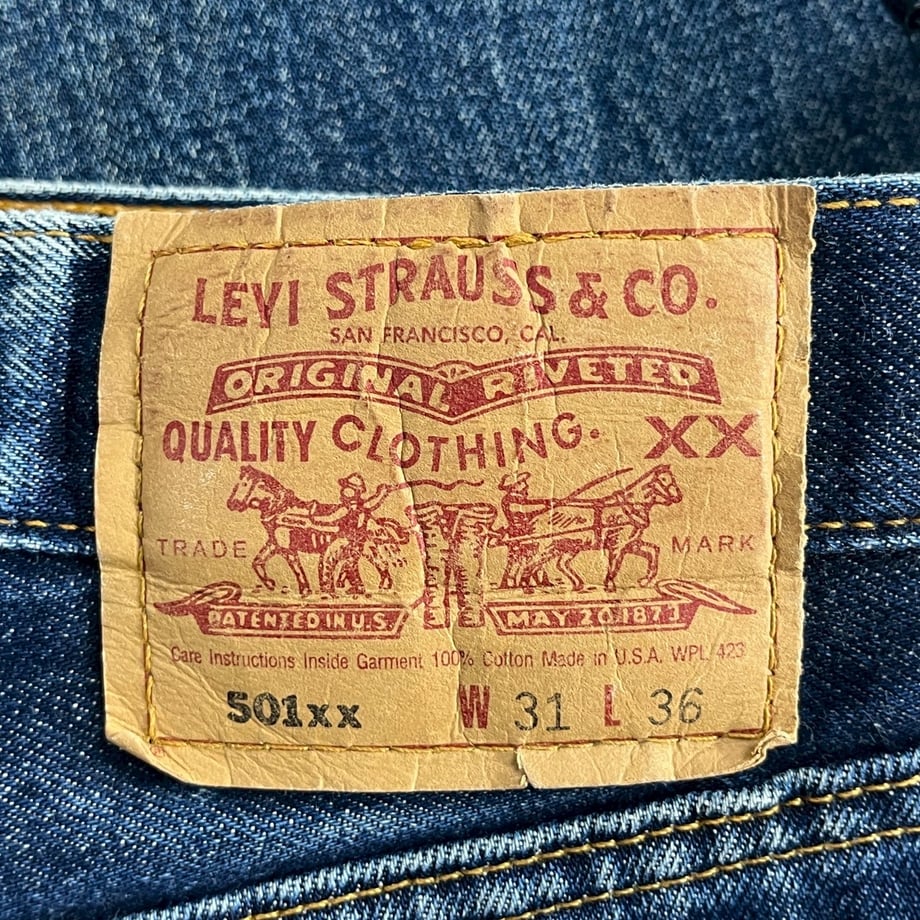 LEVI STRAUSS & CO.
SAN FRANCISCO, CAL.
ORIGINAL RIVETED
QUALITY CLOTHING. XX
TRADE MARK
PATENTED IN U.S. MAY 20 1873
Care Instructions Inside Garment 100% Cotton Made in U.S.A. WPL 423
501xx W 31 L 36